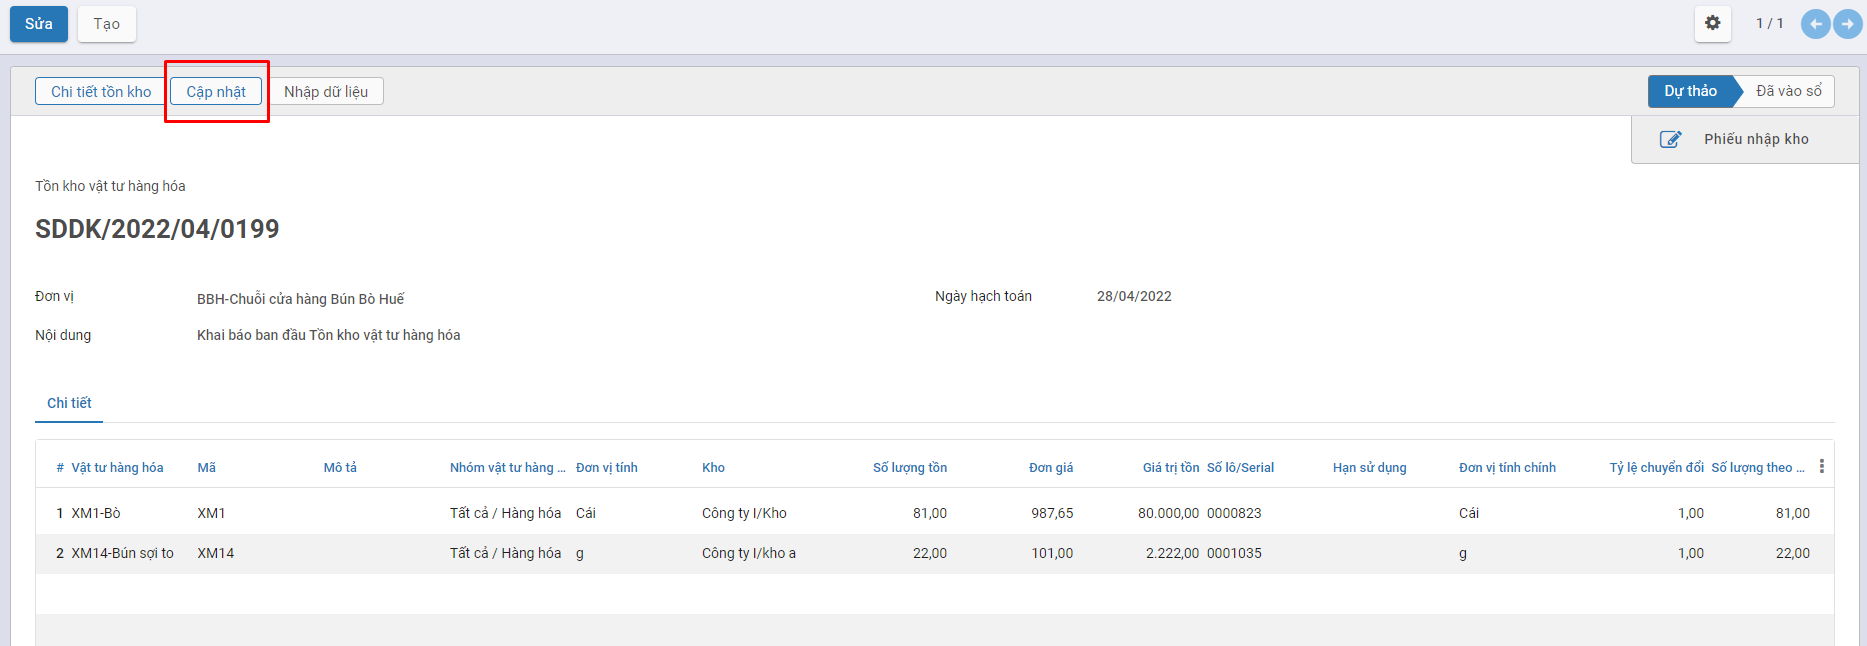 Sửa Tạo 1 / 1
Chi tiết tồn kho Cập nhật Nhập dữ liệu Dự thảo Đã vào sổ
Phiếu nhập kho
Tồn kho vật tư hàng hóa
SDDK/2022/04/0199
Đơn vị BBH-Chuỗi cửa hàng Bún Bò Huế Ngày hạch toán 28/04/2022
Nội dung Khai báo ban đầu Tồn kho vật tư hàng hóa
Chi tiết
# Vật tư hàng hóa Mã Mô tả Nhóm vật tư hàng ... Đơn vị tính Kho Số lượng tồn Đơn giá Giá trị tồn Số lô/Serial Hạn sử dụng Đơn vị tính chính Tỷ lệ chuyển đổi Số lượng theo ...
1 XM1-Bò XM1 Tất cả / Hàng hóa Cái Công ty I/Kho 81,00 987,65 80.000,00 0000823 Cái 1,00 81,00
2 XM14-Bún sợi to XM14 Tất cả / Hàng hóa g Công ty I/kho a 22,00 101,00 2.222,00 0001035 g 1,00 22,00